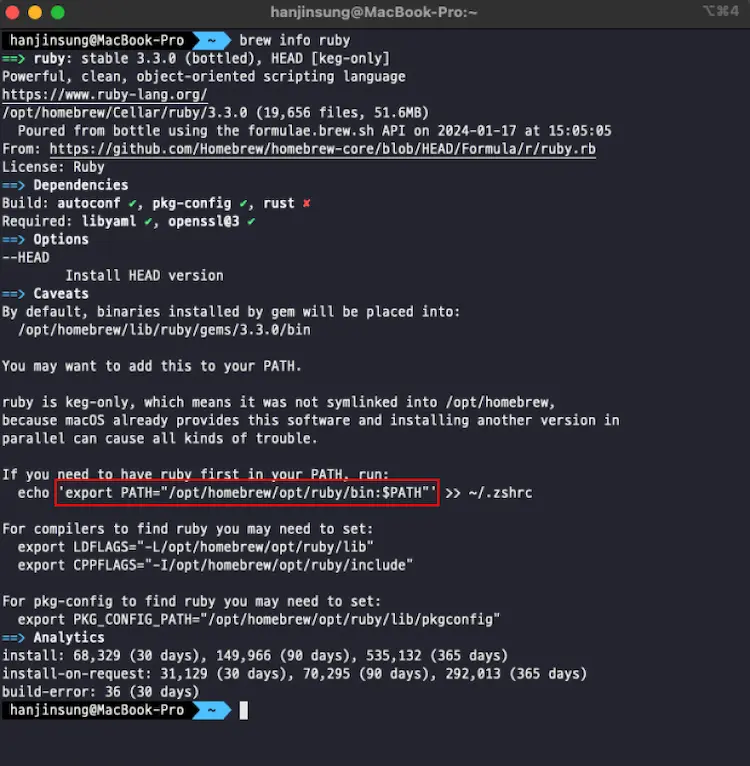 hanjinsung@MacBook-Pro:~
⌥⌘4
hanjinsung@MacBook-Pro ~ brew info ruby
==> ruby: stable 3.3.0 (bottled), HEAD [keg-only]
Powerful, clean, object-oriented scripting language
https://www.ruby-lang.org/
/opt/homebrew/Cellar/ruby/3.3.0 (19,656 files, 51.6MB)
  Poured from bottle using the formulae.brew.sh API on 2024-01-17 at 15:05:05
From: https://github.com/Homebrew/homebrew-core/blob/HEAD/Formula/r/ruby.rb
License: Ruby
==> Dependencies
Build: autoconf ✔, pkg-config ✔, rust ✘
Required: libyaml ✔, openssl@3 ✔
==> Options
--HEAD
        Install HEAD version
==> Caveats
By default, binaries installed by gem will be placed into:
  /opt/homebrew/lib/ruby/gems/3.3.0/bin
You may want to add this to your PATH.
ruby is keg-only, which means it was not symlinked into /opt/homebrew,
because macOS already provides this software and installing another version in
parallel can cause all kinds of trouble.
If you need to have ruby first in your PATH, run:
  echo 'export PATH="/opt/homebrew/opt/ruby/bin:$PATH"' >> ~/.zshrc
For compilers to find ruby you may need to set:
  export LDFLAGS="-L/opt/homebrew/opt/ruby/lib"
  export CPPFLAGS="-I/opt/homebrew/opt/ruby/include"
For pkg-config to find ruby you may need to set:
  export PKG_CONFIG_PATH="/opt/homebrew/opt/ruby/lib/pkgconfig"
==> Analytics
install: 68,329 (30 days), 149,966 (90 days), 535,132 (365 days)
install-on-request: 31,129 (30 days), 70,295 (90 days), 292,013 (365 days)
build-error: 36 (30 days)
hanjinsung@MacBook-Pro ~